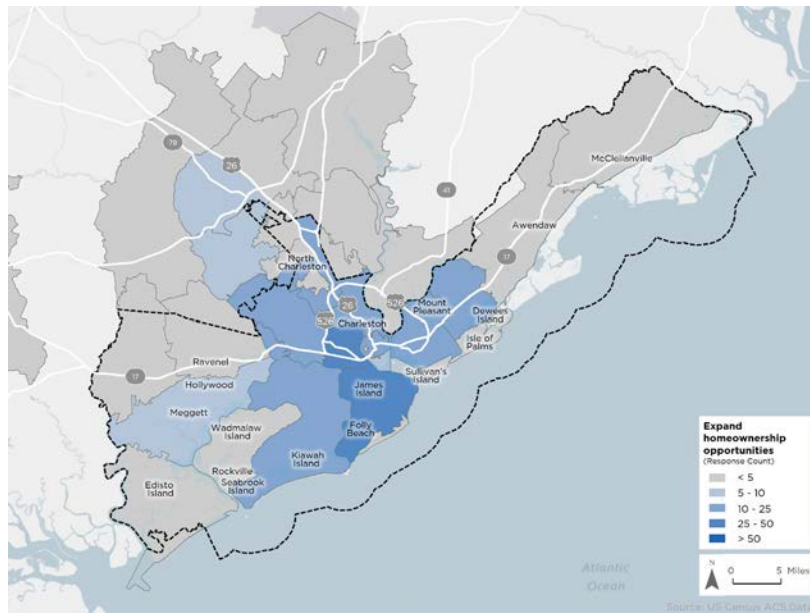 McClellanville
78
26
41
Awendaw
17
North
Charleston
526
Mount
Pleasant
26
526
Charleston
Dewees
Island
Isle of
Palms
Ravenel
Sullivan's
Island
17
Hollywood
James
Island
Meggett
Wadmalaw
Island
Folly
Beach
Kiawah
Island
Rockville
Seabrook
Island
Edisto
Island
Expand
homeownership
opportunities
(Response Count)
< 5
5 - 10
10 - 25
25 - 50
> 50
N
0 5 Miles
Atlantic
Ocean
Source: US Census ACS Data